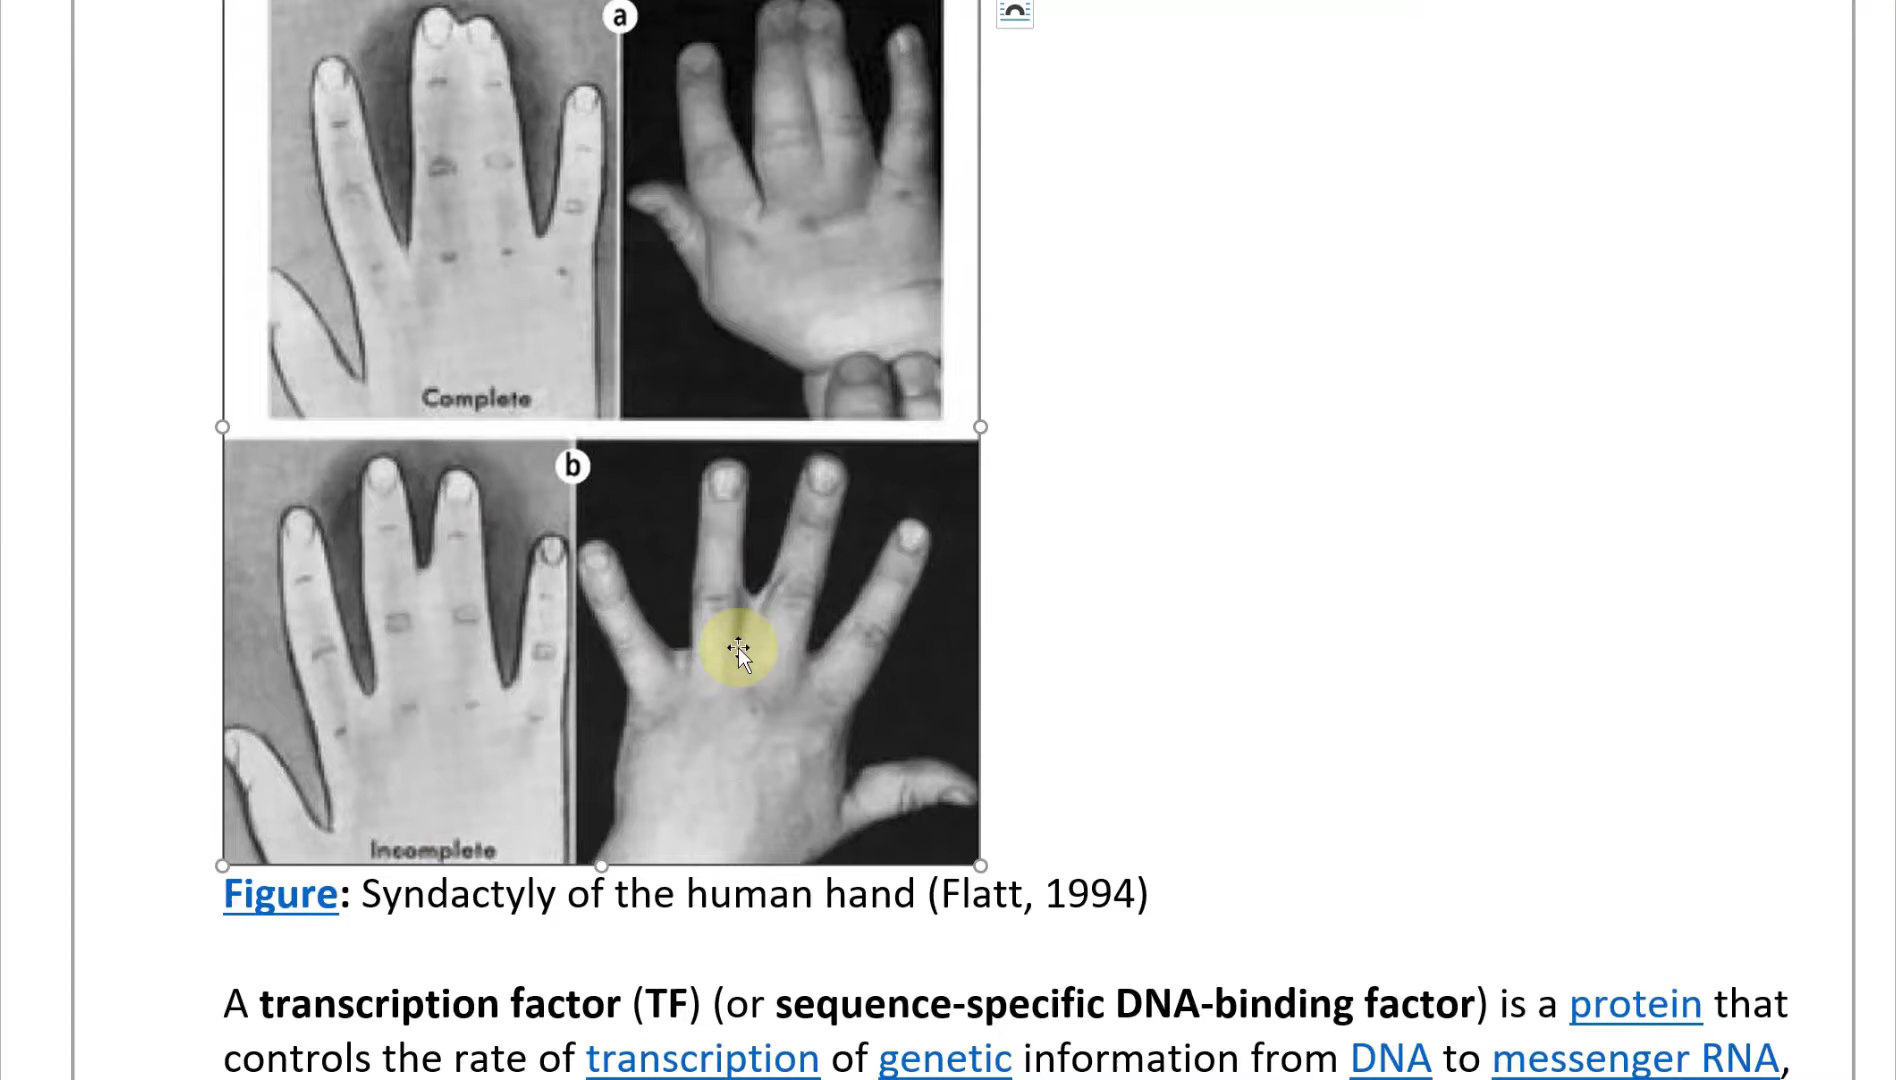 a
Complete
b
Incomplete
Figure: Syndactyly of the human hand (Flatt, 1994)
A transcription factor (TF) (or sequence-specific DNA-binding factor) is a protein that
controls the rate of transcription of genetic information from DNA to messenger RNA,